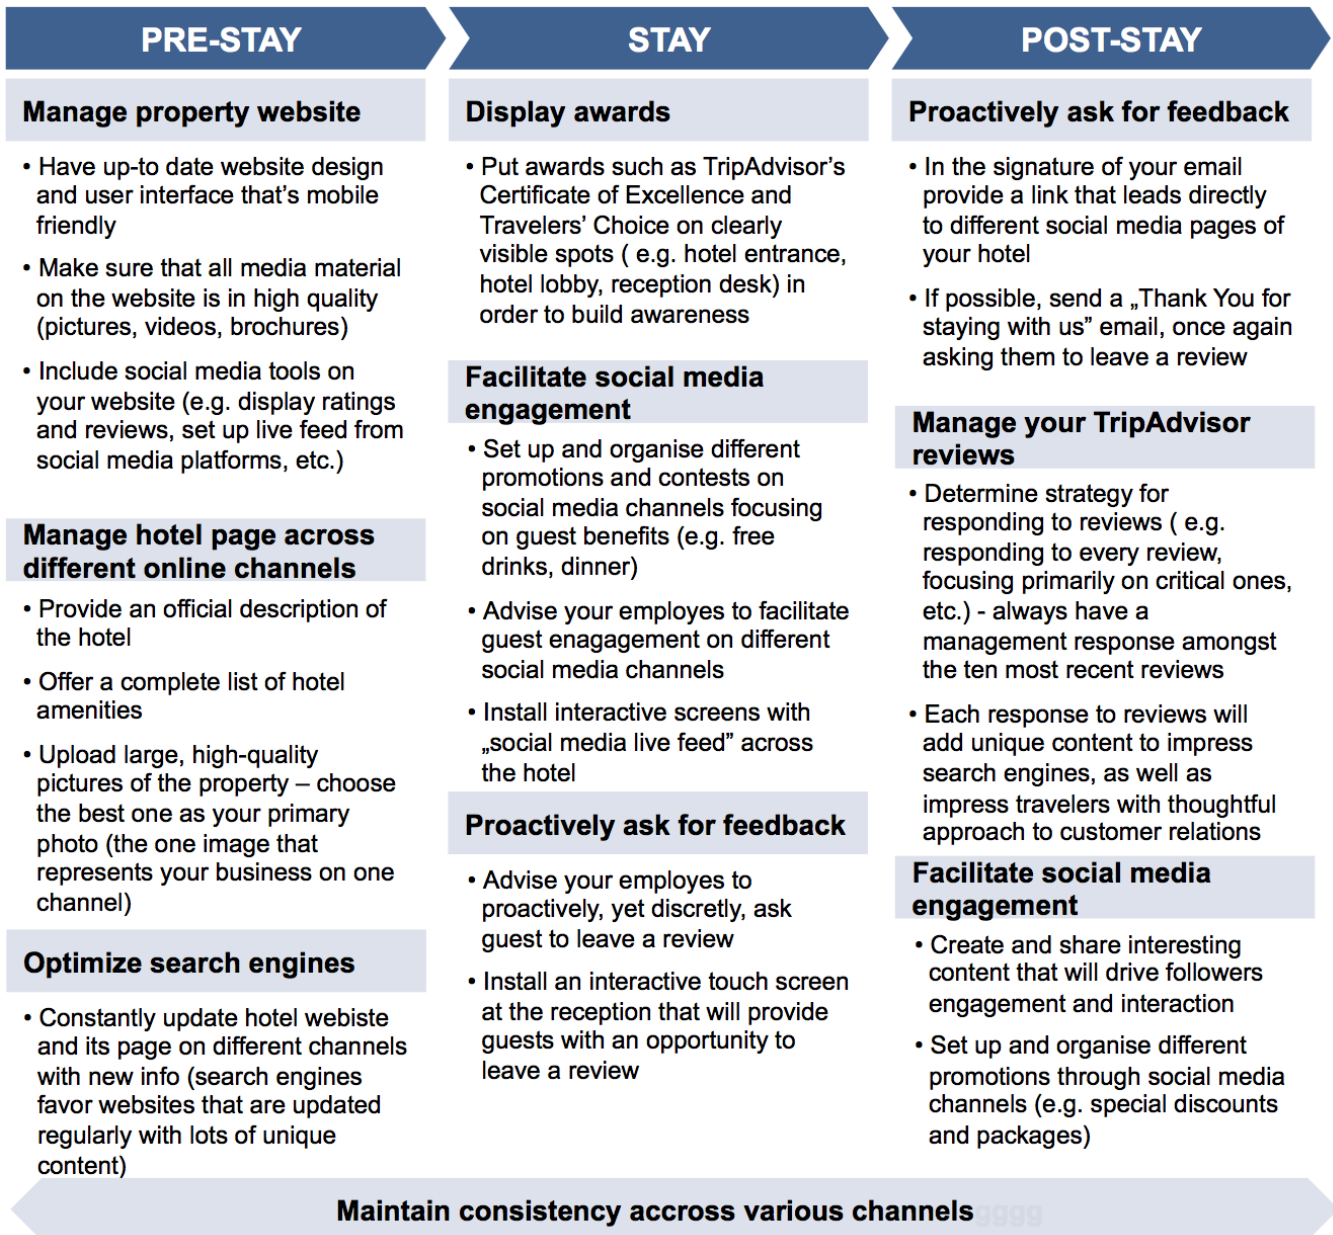 PRE-STAY
Manage property website
• Have up-to date website design
and user interface that's mobile
friendly
• Make sure that all media material
on the website is in high quality
(pictures, videos, brochures)
• Include social media tools on
your website (e.g. display ratings
and reviews, set up live feed from
social media platforms, etc.)
Manage hotel page across
different online channels
• Provide an official description of
the hotel
• Offer a complete list of hotel
amenities
• Upload large, high-quality
pictures of the property – choose
the best one as your primary
photo (the one image that
represents your business on one
channel)
Optimize search engines
• Constantly update hotel webiste
and its page on different channels
with new info (search engines
favor websites that are updated
regularly with lots of unique
content)
STAY
Display awards
• Put awards such as TripAdvisor's
Certificate of Excellence and
Travelers' Choice on clearly
visible spots ( e.g. hotel entrance,
hotel lobby, reception desk) in
order to build awareness
Facilitate social media
engagement
• Set up and organise different
promotions and contests on
social media channels focusing
on guest benefits (e.g. free
drinks, dinner)
• Advise your employes to facilitate
guest enagagement on different
social media channels
• Install interactive screens with
„social media live feed” across
the hotel
Proactively ask for feedback
• Advise your employes to
proactively, yet discretly, ask
guest to leave a review
• Install an interactive touch screen
at the reception that will provide
guests with an opportunity to
leave a review
POST-STAY
Proactively ask for feedback
• In the signature of your email
provide a link that leads directly
to different social media pages of
your hotel
• If possible, send a „Thank You for
staying with us” email, once again
asking them to leave a review
Manage your TripAdvisor
reviews
• Determine strategy for
responding to reviews ( e.g.
responding to every review,
focusing primarily on critical ones,
etc.) - always have a
management response amongst
the ten most recent reviews
• Each response to reviews will
add unique content to impress
search engines, as well as
impress travelers with thoughtful
approach to customer relations
Facilitate social media
engagement
• Create and share interesting
content that will drive followers
engagement and interaction
• Set up and organise different
promotions through social media
channels (e.g. special discounts
and packages)
Maintain consistency accross various channelsgggg